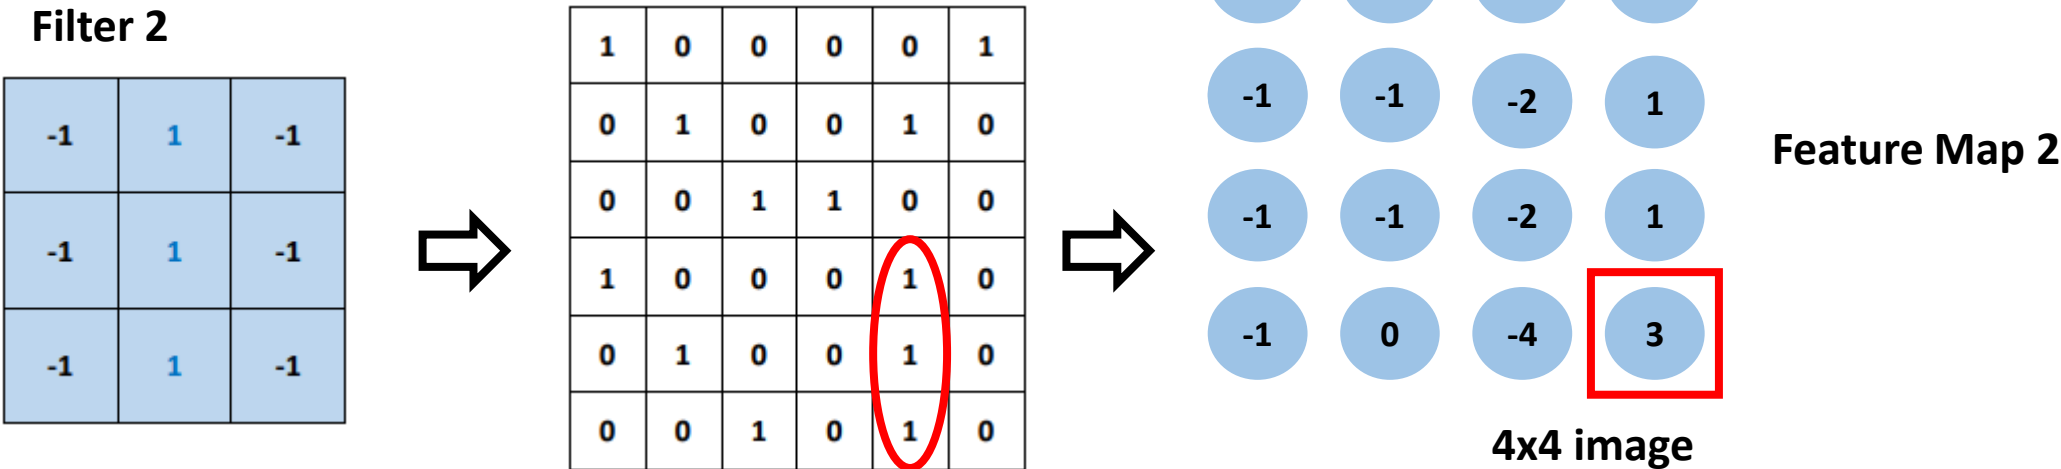 Filter 2
-1 1 -1
-1 1 -1
-1 1 -1
1 0 0 0 0 1
0 1 0 0 1 0
0 0 1 1 0 0
1 0 0 0 1 0
0 1 0 0 1 0
0 0 1 0 1 0
-1 -1 -2 1
-1 -1 -2 1
-1 0 -4 3
4x4 image
Feature Map 2